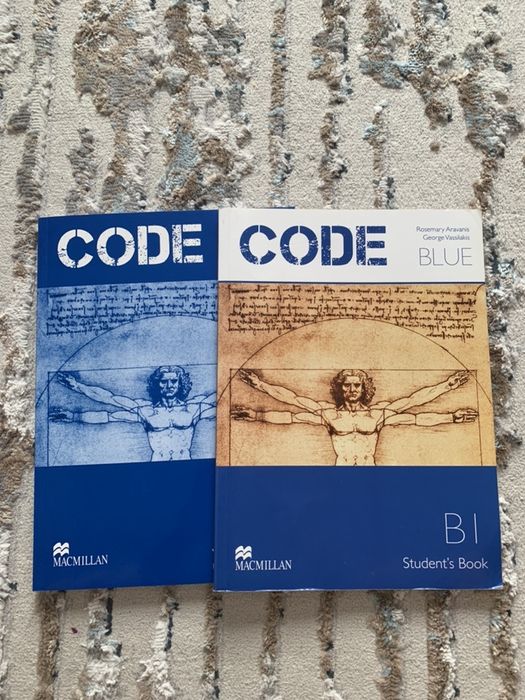 CODE
MACMILLAN
CODE
Rosemary Aravanis
George Vassilakis
BLUE
B1
Student's Book
MACMILLAN